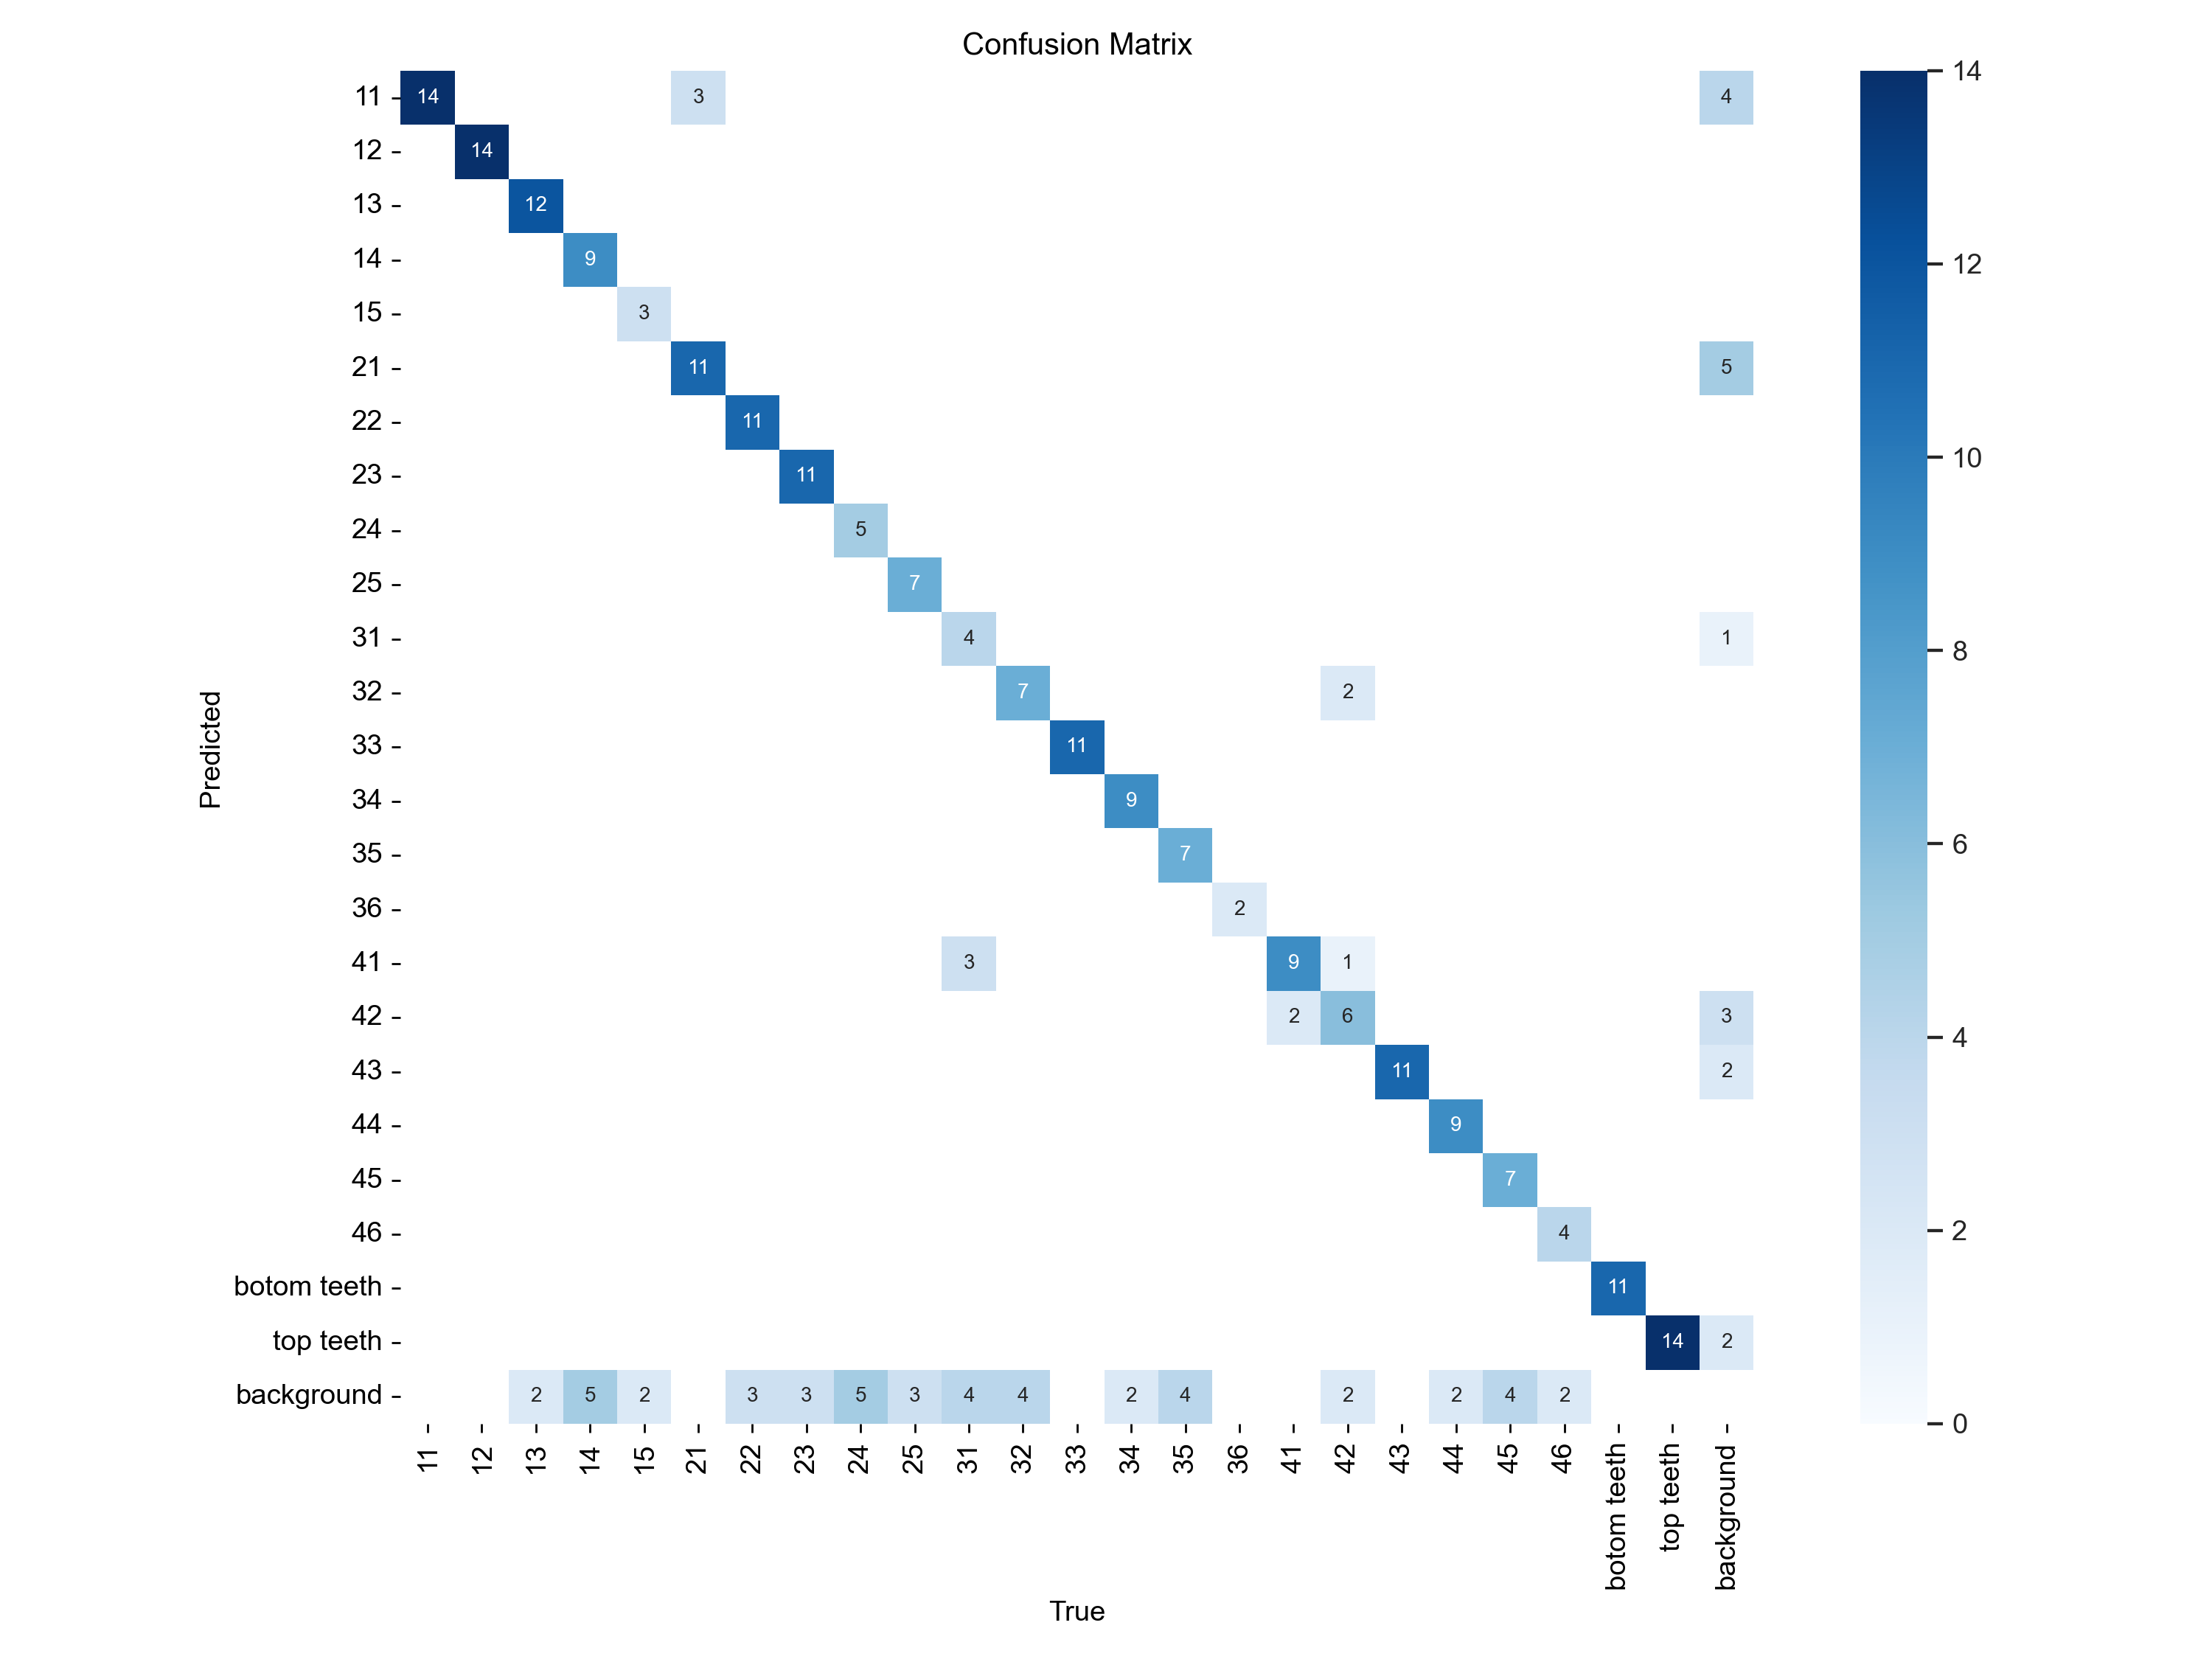 Confusion Matrix
11 14 3 4 14
12 14
13 12 12
14 9
15 3
21 11 5
22 11 10
23 11
24 5
25 7
31 4 1 8
32 7 2
Predicted
33 11
34 9
35 7 6
36 2
41 3 9 1
42 2 6 3 4
43 11 2
44 9
45 7
46 4 2
botom teeth 11
top teeth 14 2
background 2 5 2 3 3 5 3 4 4 2 4 2 2 4 2 0
11 12 13 14 15 21 22 23 24 25 31 32 33 34 35 36 41 42 43 44 45 46 botom teeth top teeth background
True